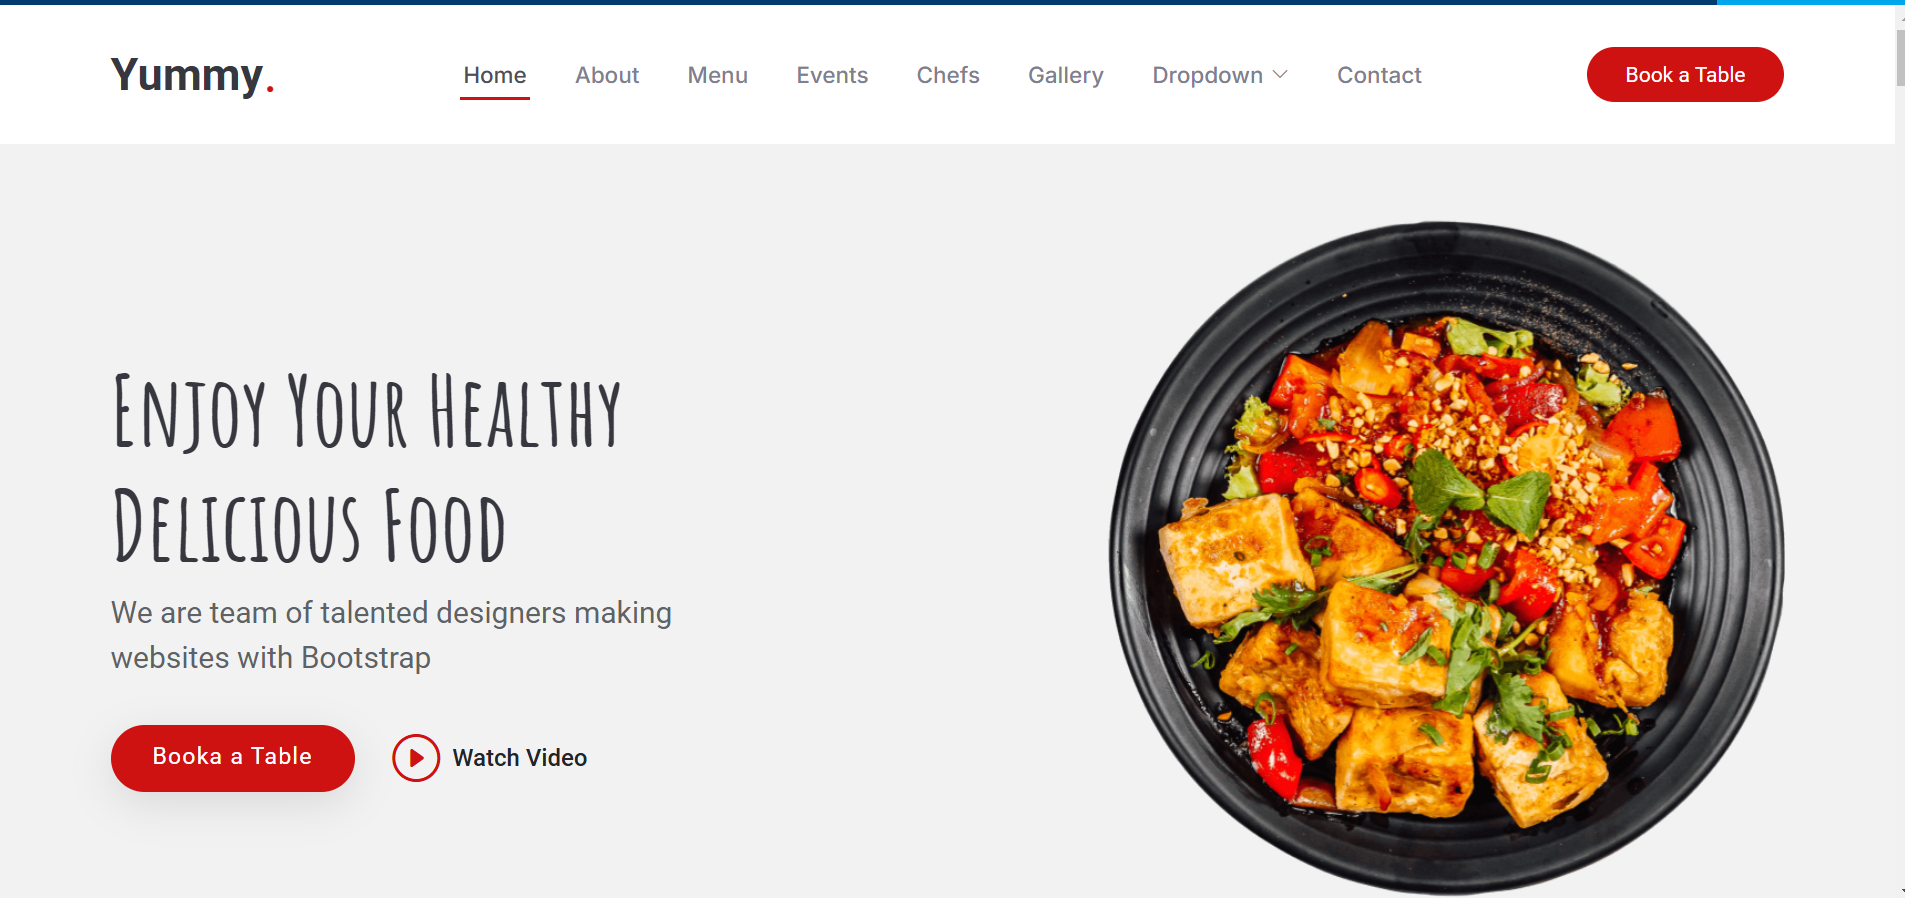 Yummy.
Home About Menu Events Chefs Gallery Dropdown Contact
Book a Table
Enjoy Your Healthy
Delicious Food
We are team of talented designers making
websites with Bootstrap
Booka a Table
Watch Video